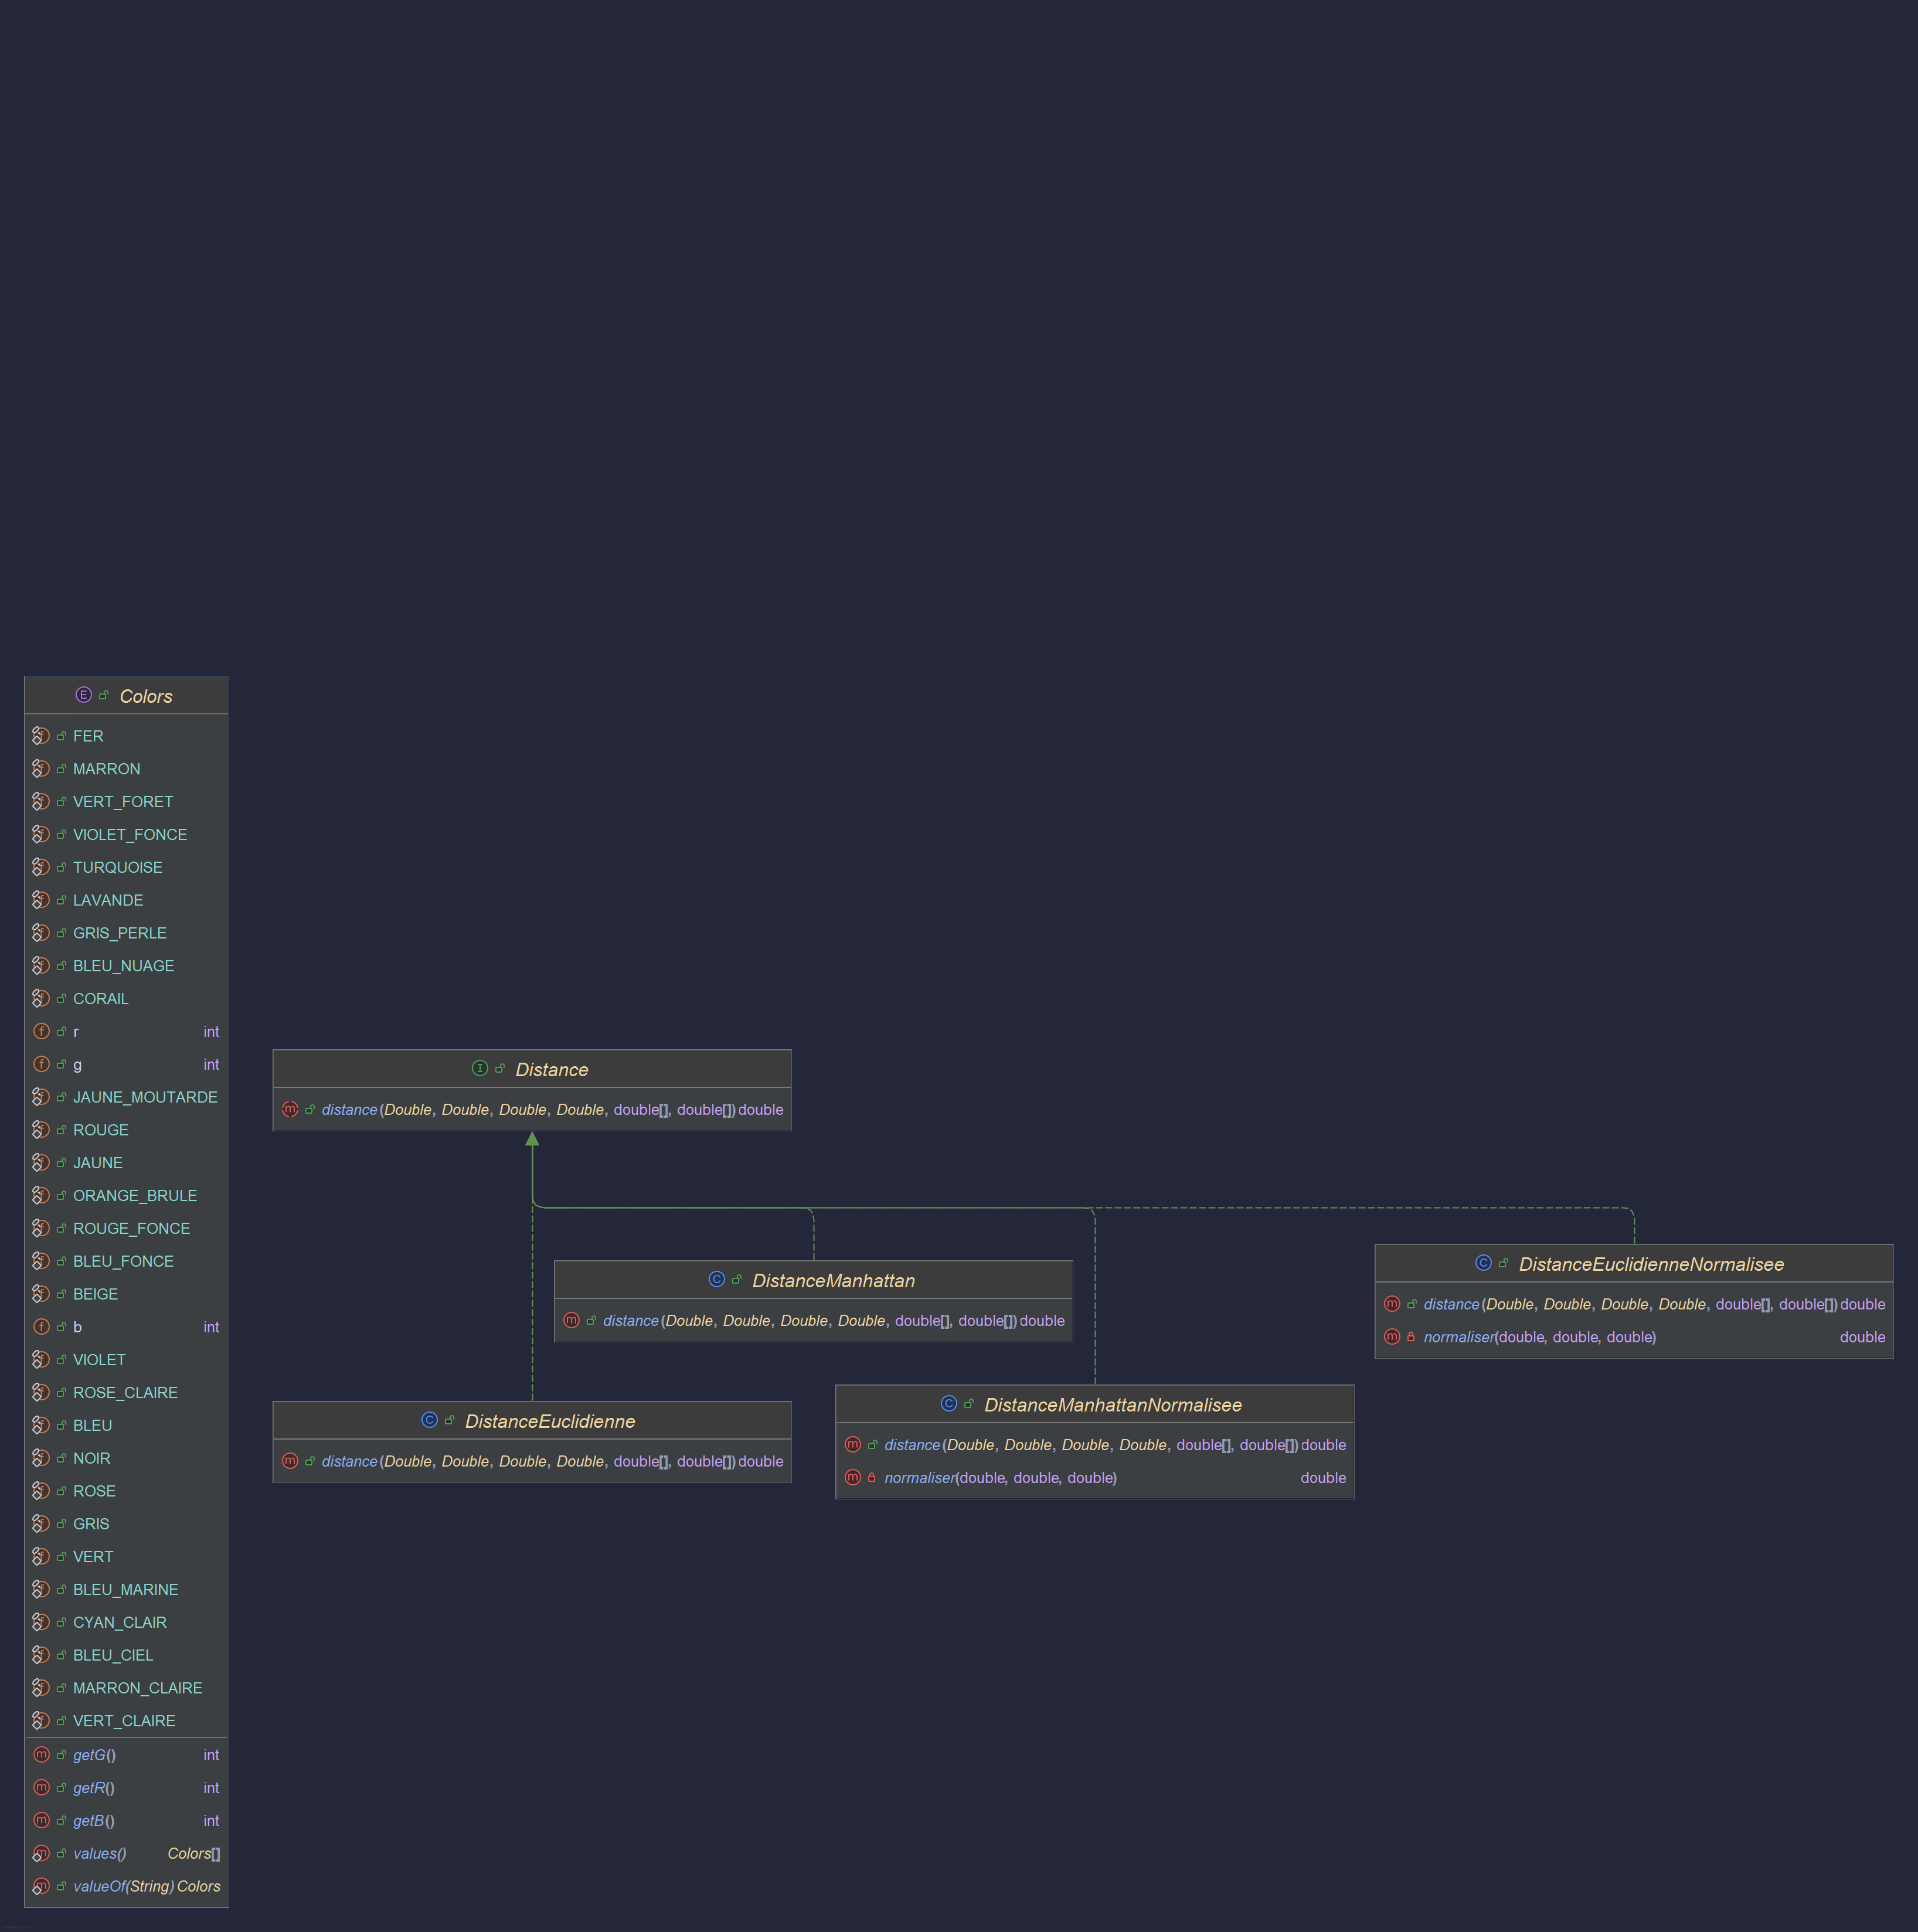 Colors
FER
MARRON
VERT_FORET
VIOLET_FONCE
TURQUOISE
LAVANDE
GRIS_PERLE
BLEU_NUAGE
CORAIL
r int
g int
JAUNE_MOUTARDE
ROUGE
JAUNE
ORANGE_BRULE
ROUGE_FONCE
BLEU_FONCE
BEIGE
b int
VIOLET
ROSE_CLAIRE
BLEU
NOIR
ROSE
GRIS
VERT
BLEU_MARINE
CYAN_CLAIR
BLEU_CIEL
MARRON_CLAIRE
VERT_CLAIRE
getG() int
getR() int
getB() int
values() Colors[]
valueOf(String) Colors
Distance
distance(Double, Double, Double, Double, double[], double[]) double
DistanceManhattan
distance(Double, Double, Double, Double, double[], double[]) double
DistanceEuclidienneNormalisee
distance(Double, Double, Double, Double, double[], double[]) double
normaliser(double, double, double) double
DistanceEuclidienne
distance(Double, Double, Double, Double, double[], double[]) double
DistanceManhattanNormalisee
distance(Double, Double, Double, Double, double[], double[]) double
normaliser(double, double, double) double